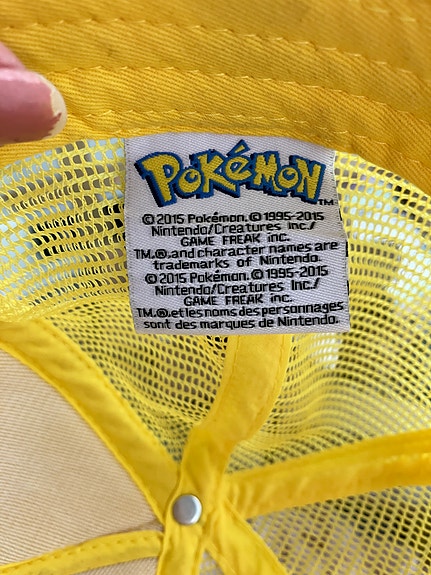 POKéMON
TM
© 2015 Pokémon. © 1995-2015
Nintendo/Creatures inc./
GAME FREAK inc.
TM,®,and character names are
trademarks of Nintendo.
© 2015 Pokémon. © 1995-2015
Nintendo/Creatures inc./
GAME FREAK inc.
TM,®,et les noms des personnages
sont des marques de Nintendo.